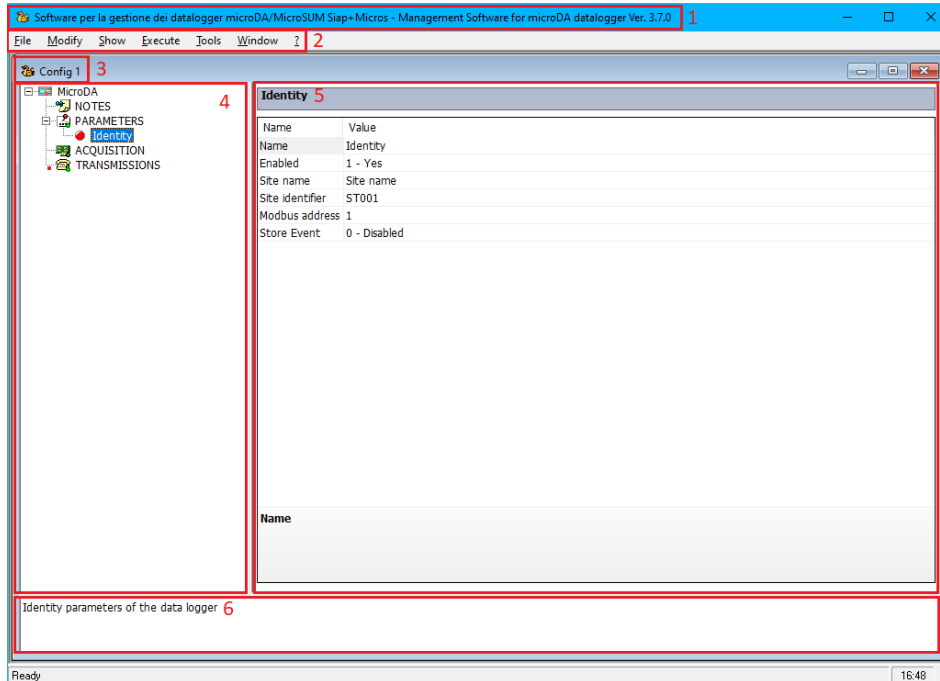 Software per la gestione dei datalogger microDA/MicroSUM Siap+Micros - Management Software for microDA datalogger Ver. 3.7.0 1
File Modify Show Execute Tools Window ? 2
Config 1 3
MicroDA 4
NOTES
PARAMETERS
Identity
ACQUISITION
TRANSMISSIONS
Identity 5
Name Value
Name Identity
Enabled 1 - Yes
Site name Site name
Site identifier ST001
Modbus address 1
Store Event 0 - Disabled
Name
Identity parameters of the data logger 6
Ready 16:48